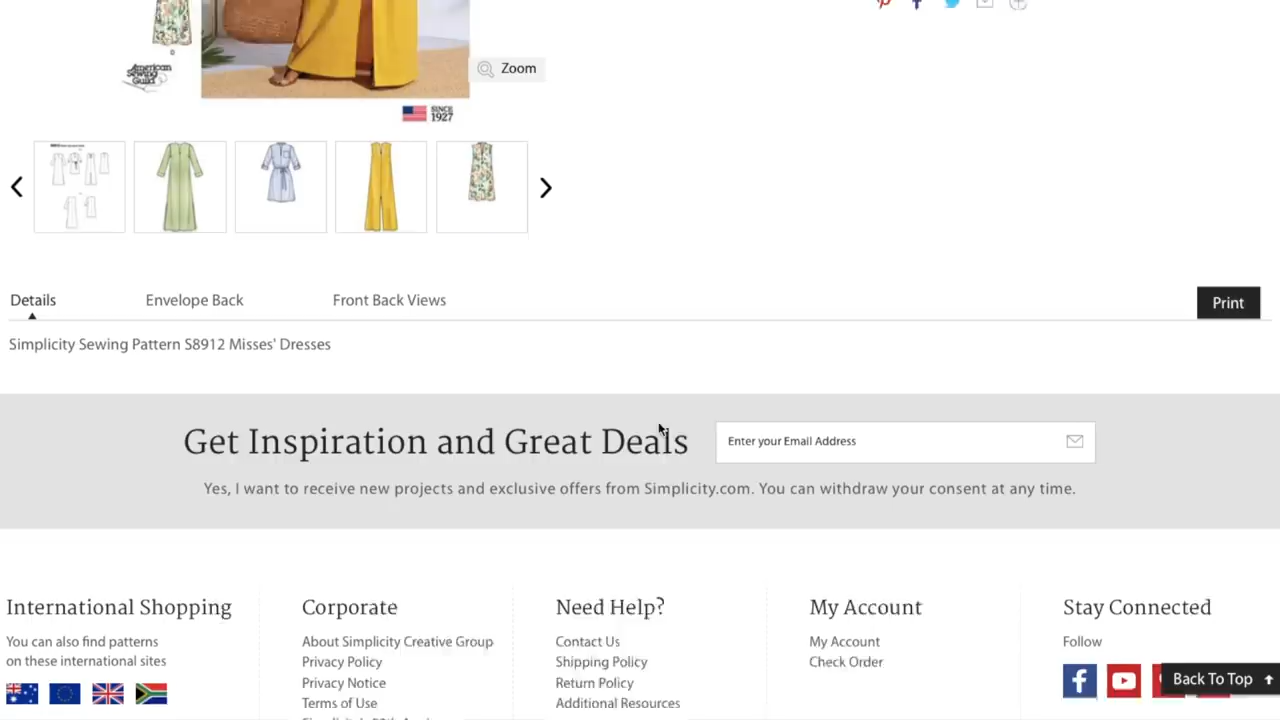 American
Sewing
Guild
Zoom
SINCE
1927
Details
Envelope Back
Front Back Views
Print
Simplicity Sewing Pattern S8912 Misses' Dresses
Get Inspiration and Great Deals
Enter your Email Address
Yes, I want to receive new projects and exclusive offers from Simplicity.com. You can withdraw your consent at any time.
International Shopping
You can also find patterns
on these international sites
Corporate
About Simplicity Creative Group
Privacy Policy
Privacy Notice
Terms of Use
Need Help?
Contact Us
Shipping Policy
Return Policy
Additional Resources
My Account
My Account
Check Order
Stay Connected
Follow
Back To Top